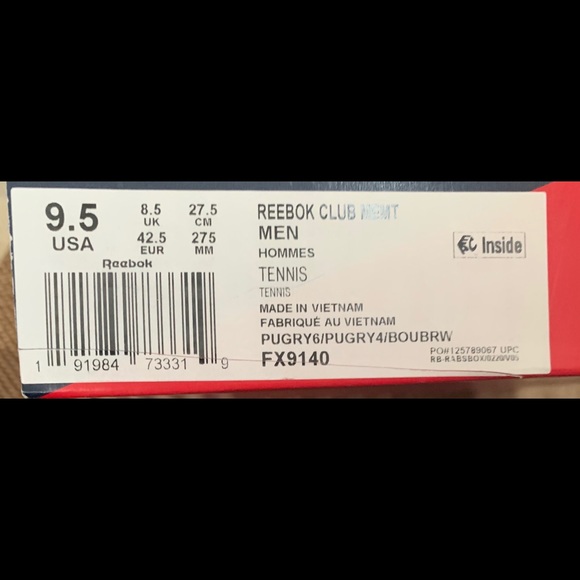 9.5
USA
8.5
UK
27.5
CM
42.5
EUR
275
MM
Reebok
1 91984 73331 9
REEBOK CLUB MEMT
MEN
HOMMES
TENNIS
TENNIS
MADE IN VIETNAM
FABRIQUÉ AU VIETNAM
PUGRY6/PUGRY4/BOUBRW
FX9140
Inside
PO#125789067 UPC